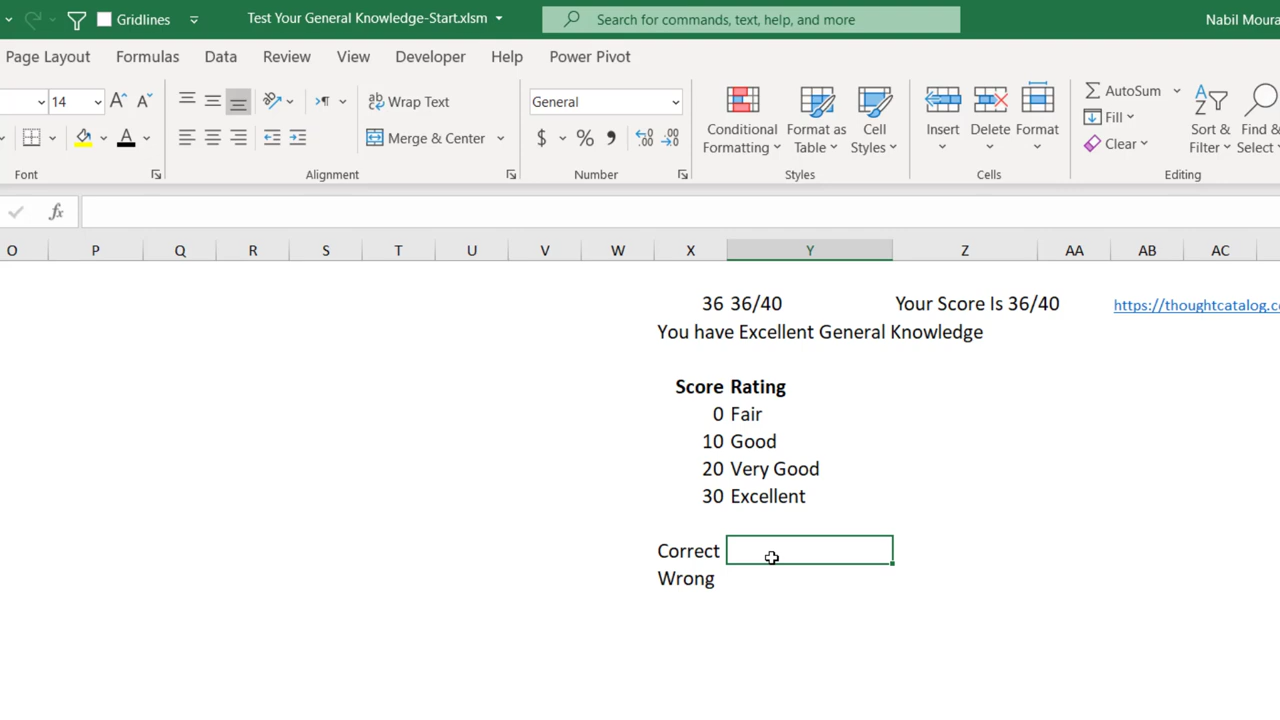 Gridlines
Test Your General Knowledge-Start.xlsm
Search for commands, text, help, and more
Nabil Moura
Page Layout Formulas Data Review View Developer Help Power Pivot
14 A^ A˅ Wrap Text General Conditional Formatting Format as Table Cell Styles Insert Delete Format AutoSum
Merge & Center $ % , Fill Clear Sort & Filter Find & Select
Font Alignment Number Styles Cells Editing
fx
O P Q R S T U V W X Y Z AA AB AC
36 36/40 Your Score Is 36/40 https://thoughtcatalog.c
You have Excellent General Knowledge
Score Rating
0 Fair
10 Good
20 Very Good
30 Excellent
Correct
Wrong